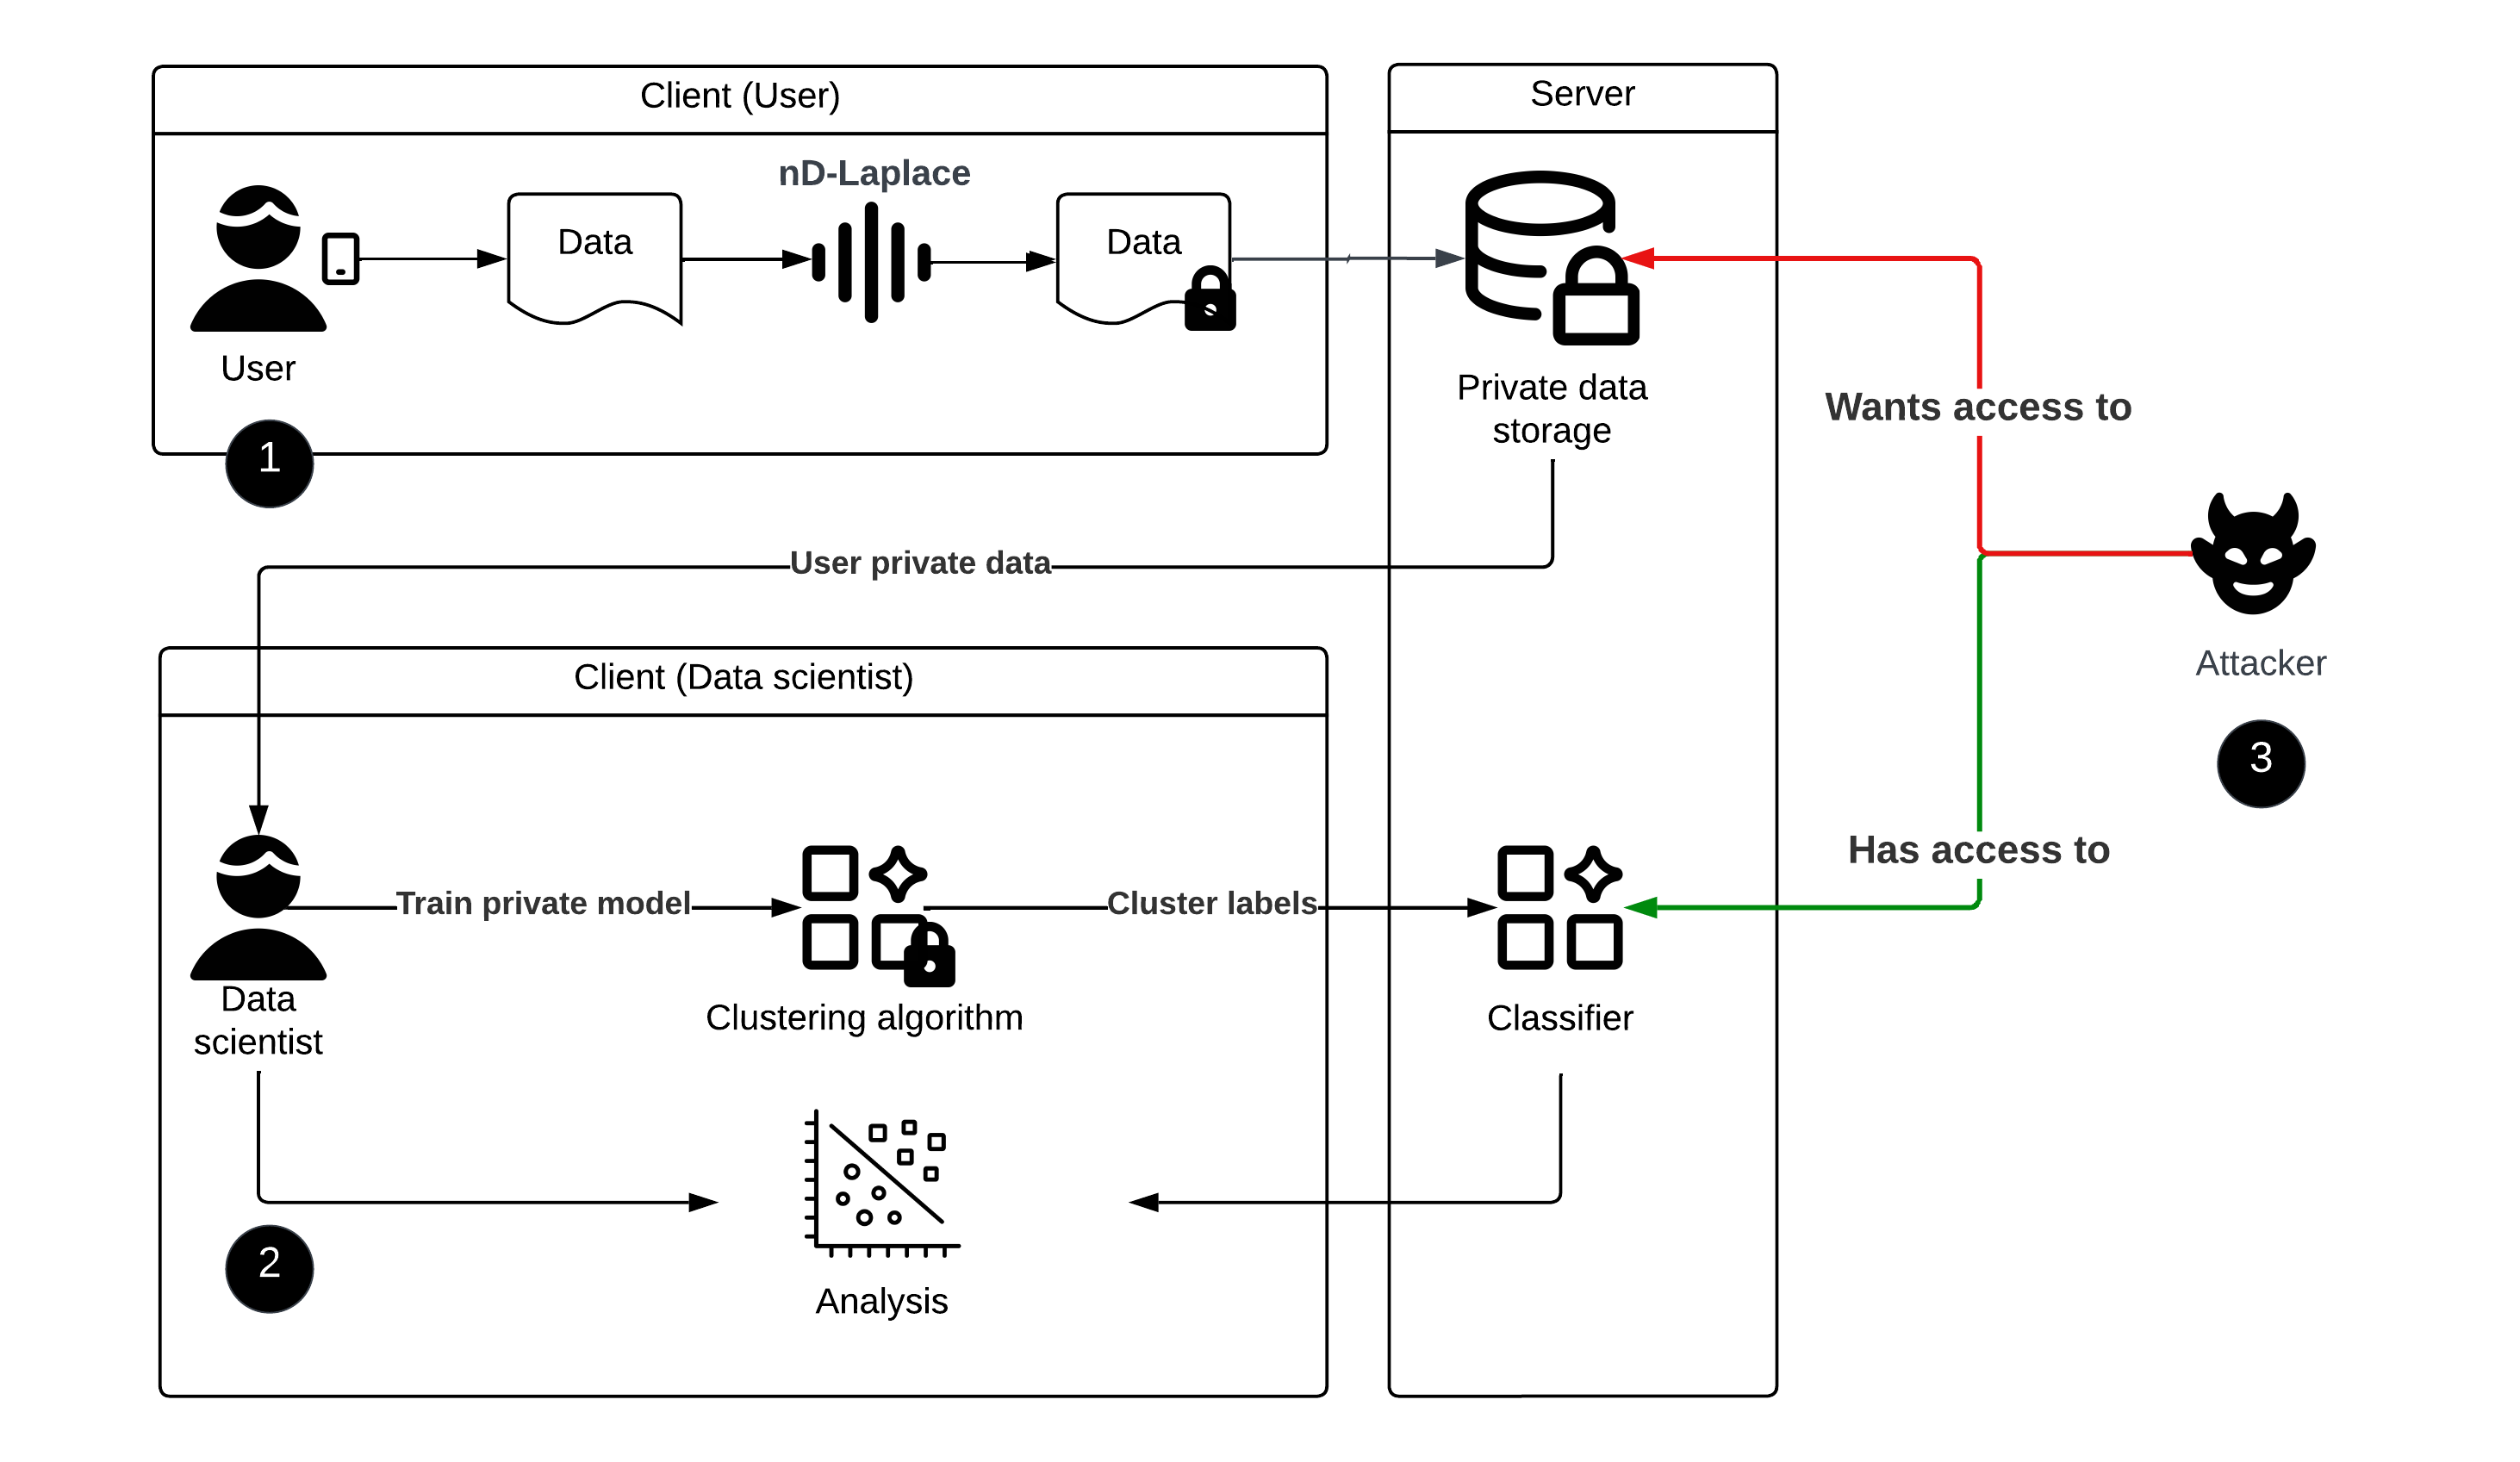 Client (User)
Server
nD-Laplace
Data
Data
User
Private data
storage
1
Wants access to
User private data
Attacker
Client (Data scientist)
3
Has access to
Train private model
Cluster labels
Data
scientist
Clustering algorithm
Classifier
2
Analysis